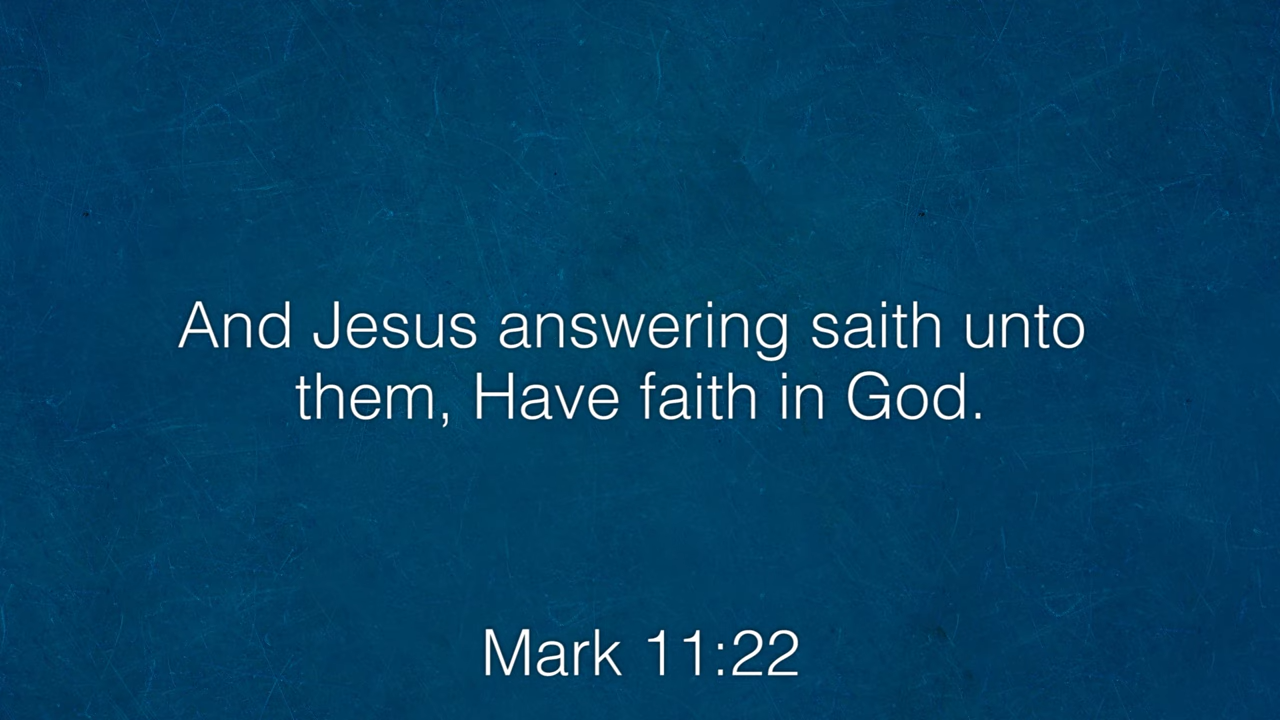 And Jesus answering saith unto
them, Have faith in God.
Mark 11:22